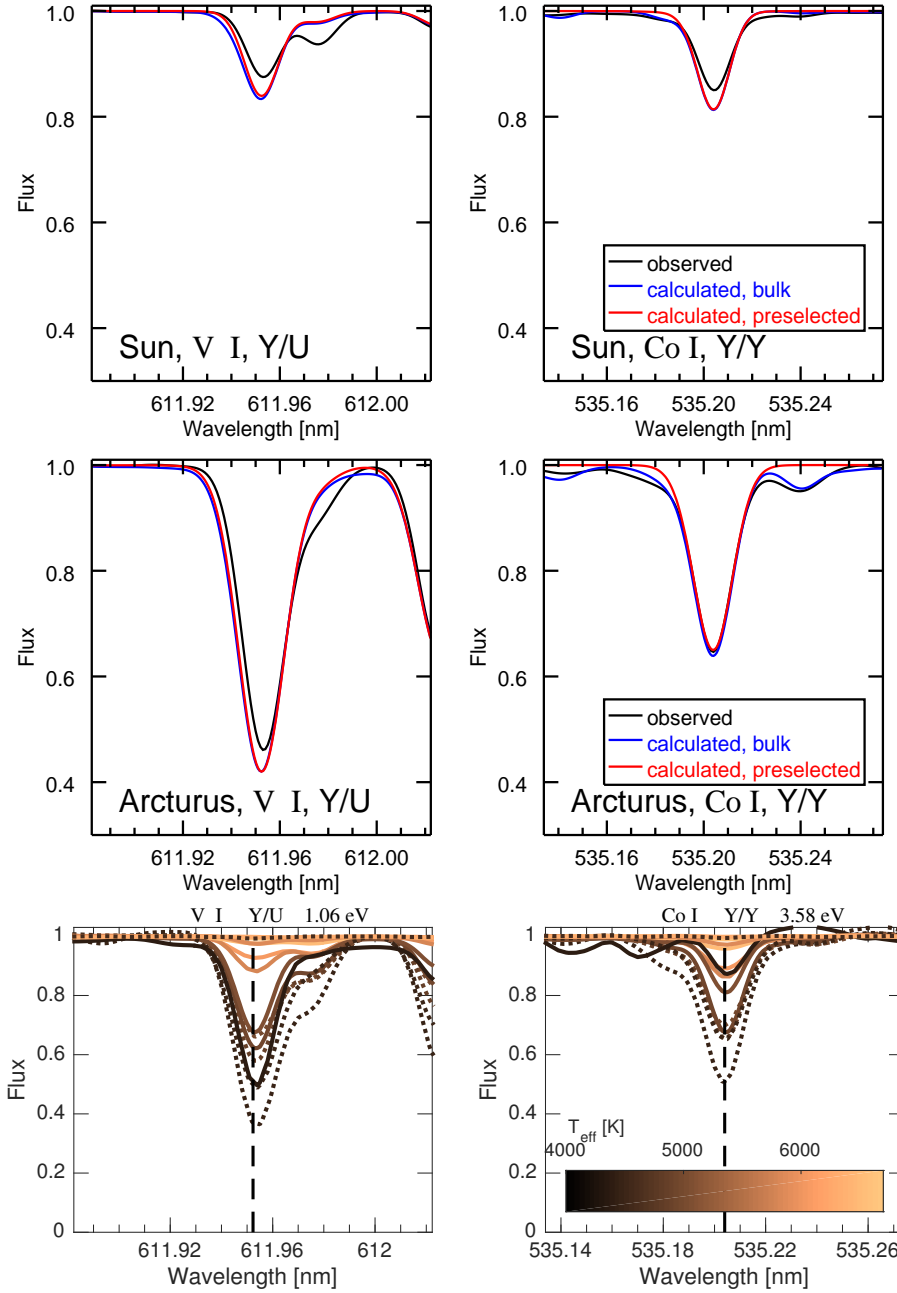 1.0
0.8
0.6
0.4
Flux
Sun, V I, Y/U
611.92 611.96 612.00
Wavelength [nm]
1.0
0.8
0.6
0.4
Flux
observed
calculated, bulk
calculated, preselected
Sun, Co I, Y/Y
535.16 535.20 535.24
Wavelength [nm]
1.0
0.8
0.6
0.4
Flux
Arcturus, V I, Y/U
611.92 611.96 612.00
Wavelength [nm]
1.0
0.8
0.6
0.4
Flux
observed
calculated, bulk
calculated, preselected
Arcturus, Co I, Y/Y
535.16 535.20 535.24
Wavelength [nm]
V I Y/U 1.06 eV
1
0.8
0.6
0.4
0.2
0
Flux
611.92 611.96 612
Wavelength [nm]
Co I Y/Y 3.58 eV
1
0.8
0.6
0.4
0.2
0
Flux
T_eff [K]
4000 5000 6000
535.14 535.18 535.22 535.26
Wavelength [nm]